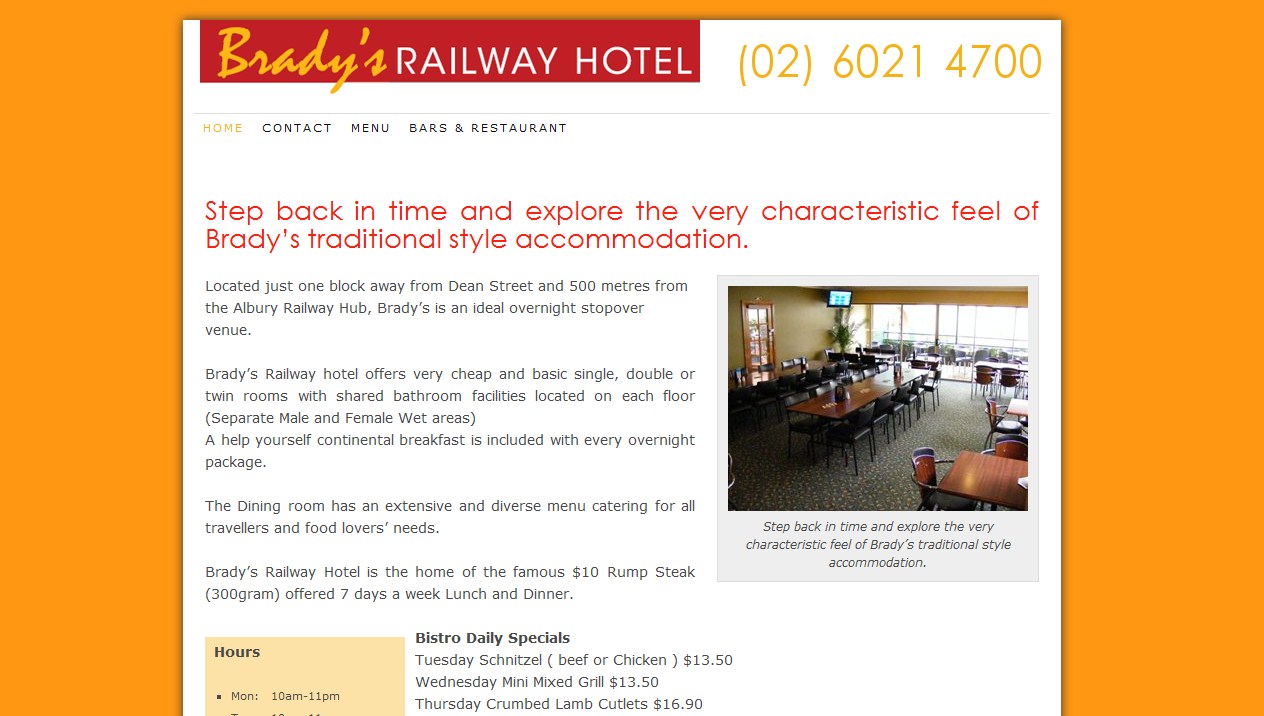 Brady's RAILWAY HOTEL
(02) 6021 4700
HOME CONTACT MENU BARS & RESTAURANT
Step back in time and explore the very characteristic feel of
Brady’s traditional style accommodation.
Located just one block away from Dean Street and 500 metres from
the Albury Railway Hub, Brady’s is an ideal overnight stopover
venue.
Brady’s Railway hotel offers very cheap and basic single, double or
twin rooms with shared bathroom facilities located on each floor
(Separate Male and Female Wet areas)
A help yourself continental breakfast is included with every overnight
package.
The Dining room has an extensive and diverse menu catering for all
travellers and food lovers’ needs.
Brady’s Railway Hotel is the home of the famous $10 Rump Steak
(300gram) offered 7 days a week Lunch and Dinner.
Step back in time and explore the very
characteristic feel of Brady’s traditional style
accommodation.
Hours
Mon: 10am-11pm
Bistro Daily Specials
Tuesday Schnitzel ( beef or Chicken ) $13.50
Wednesday Mini Mixed Grill $13.50
Thursday Crumbed Lamb Cutlets $16.90